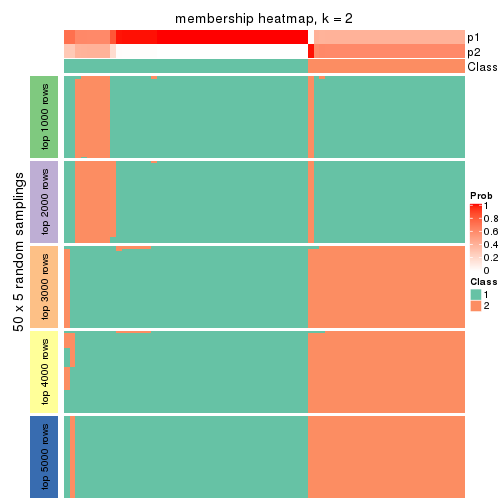 membership heatmap, k = 2
p1
p2
Class
50 x 5 random samplings
top 1000 rows
top 2000 rows
top 3000 rows
top 4000 rows
top 5000 rows
Prob
1
0.8
0.6
0.4
0.2
0
Class
1
2